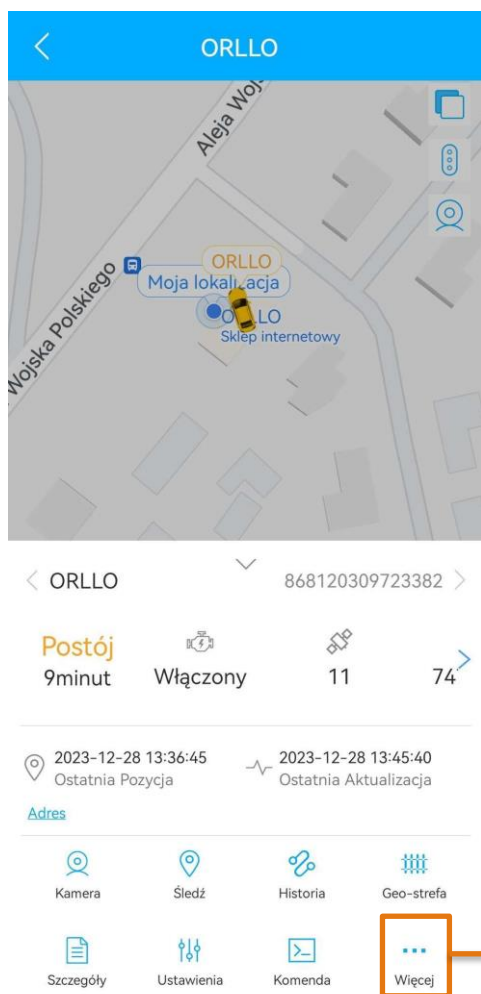 ORLLO
Aleja Woj
Wojska Polskiego
ORLLO
Moja lokalizacja
Sklep internetowy
ORLLO
868120309723382
Postój
9minut
Włączony
11
74
2023-12-28 13:36:45
Ostatnia Pozycja
2023-12-28 13:45:40
Ostatnia Aktualizacja
Adres
Kamera
Śledź
Historia
Geo-strefa
Szczegóły
Ustawienia
Komenda
Więcej